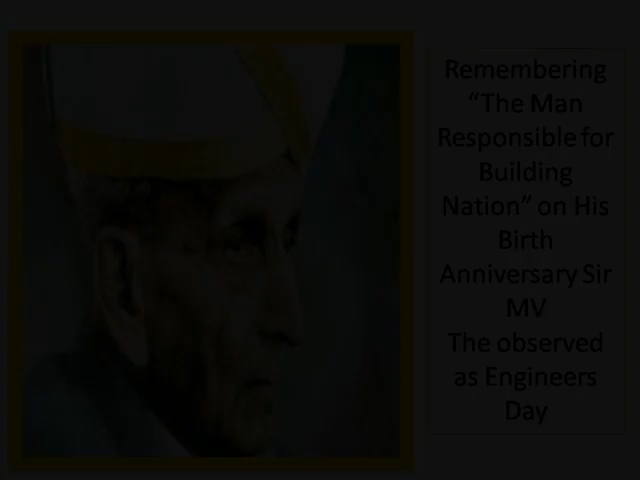 Remembering
“The Man
Responsible for
Building
Nation” on His
Birth
Anniversary Sir
MV
The observed
as Engineers
Day